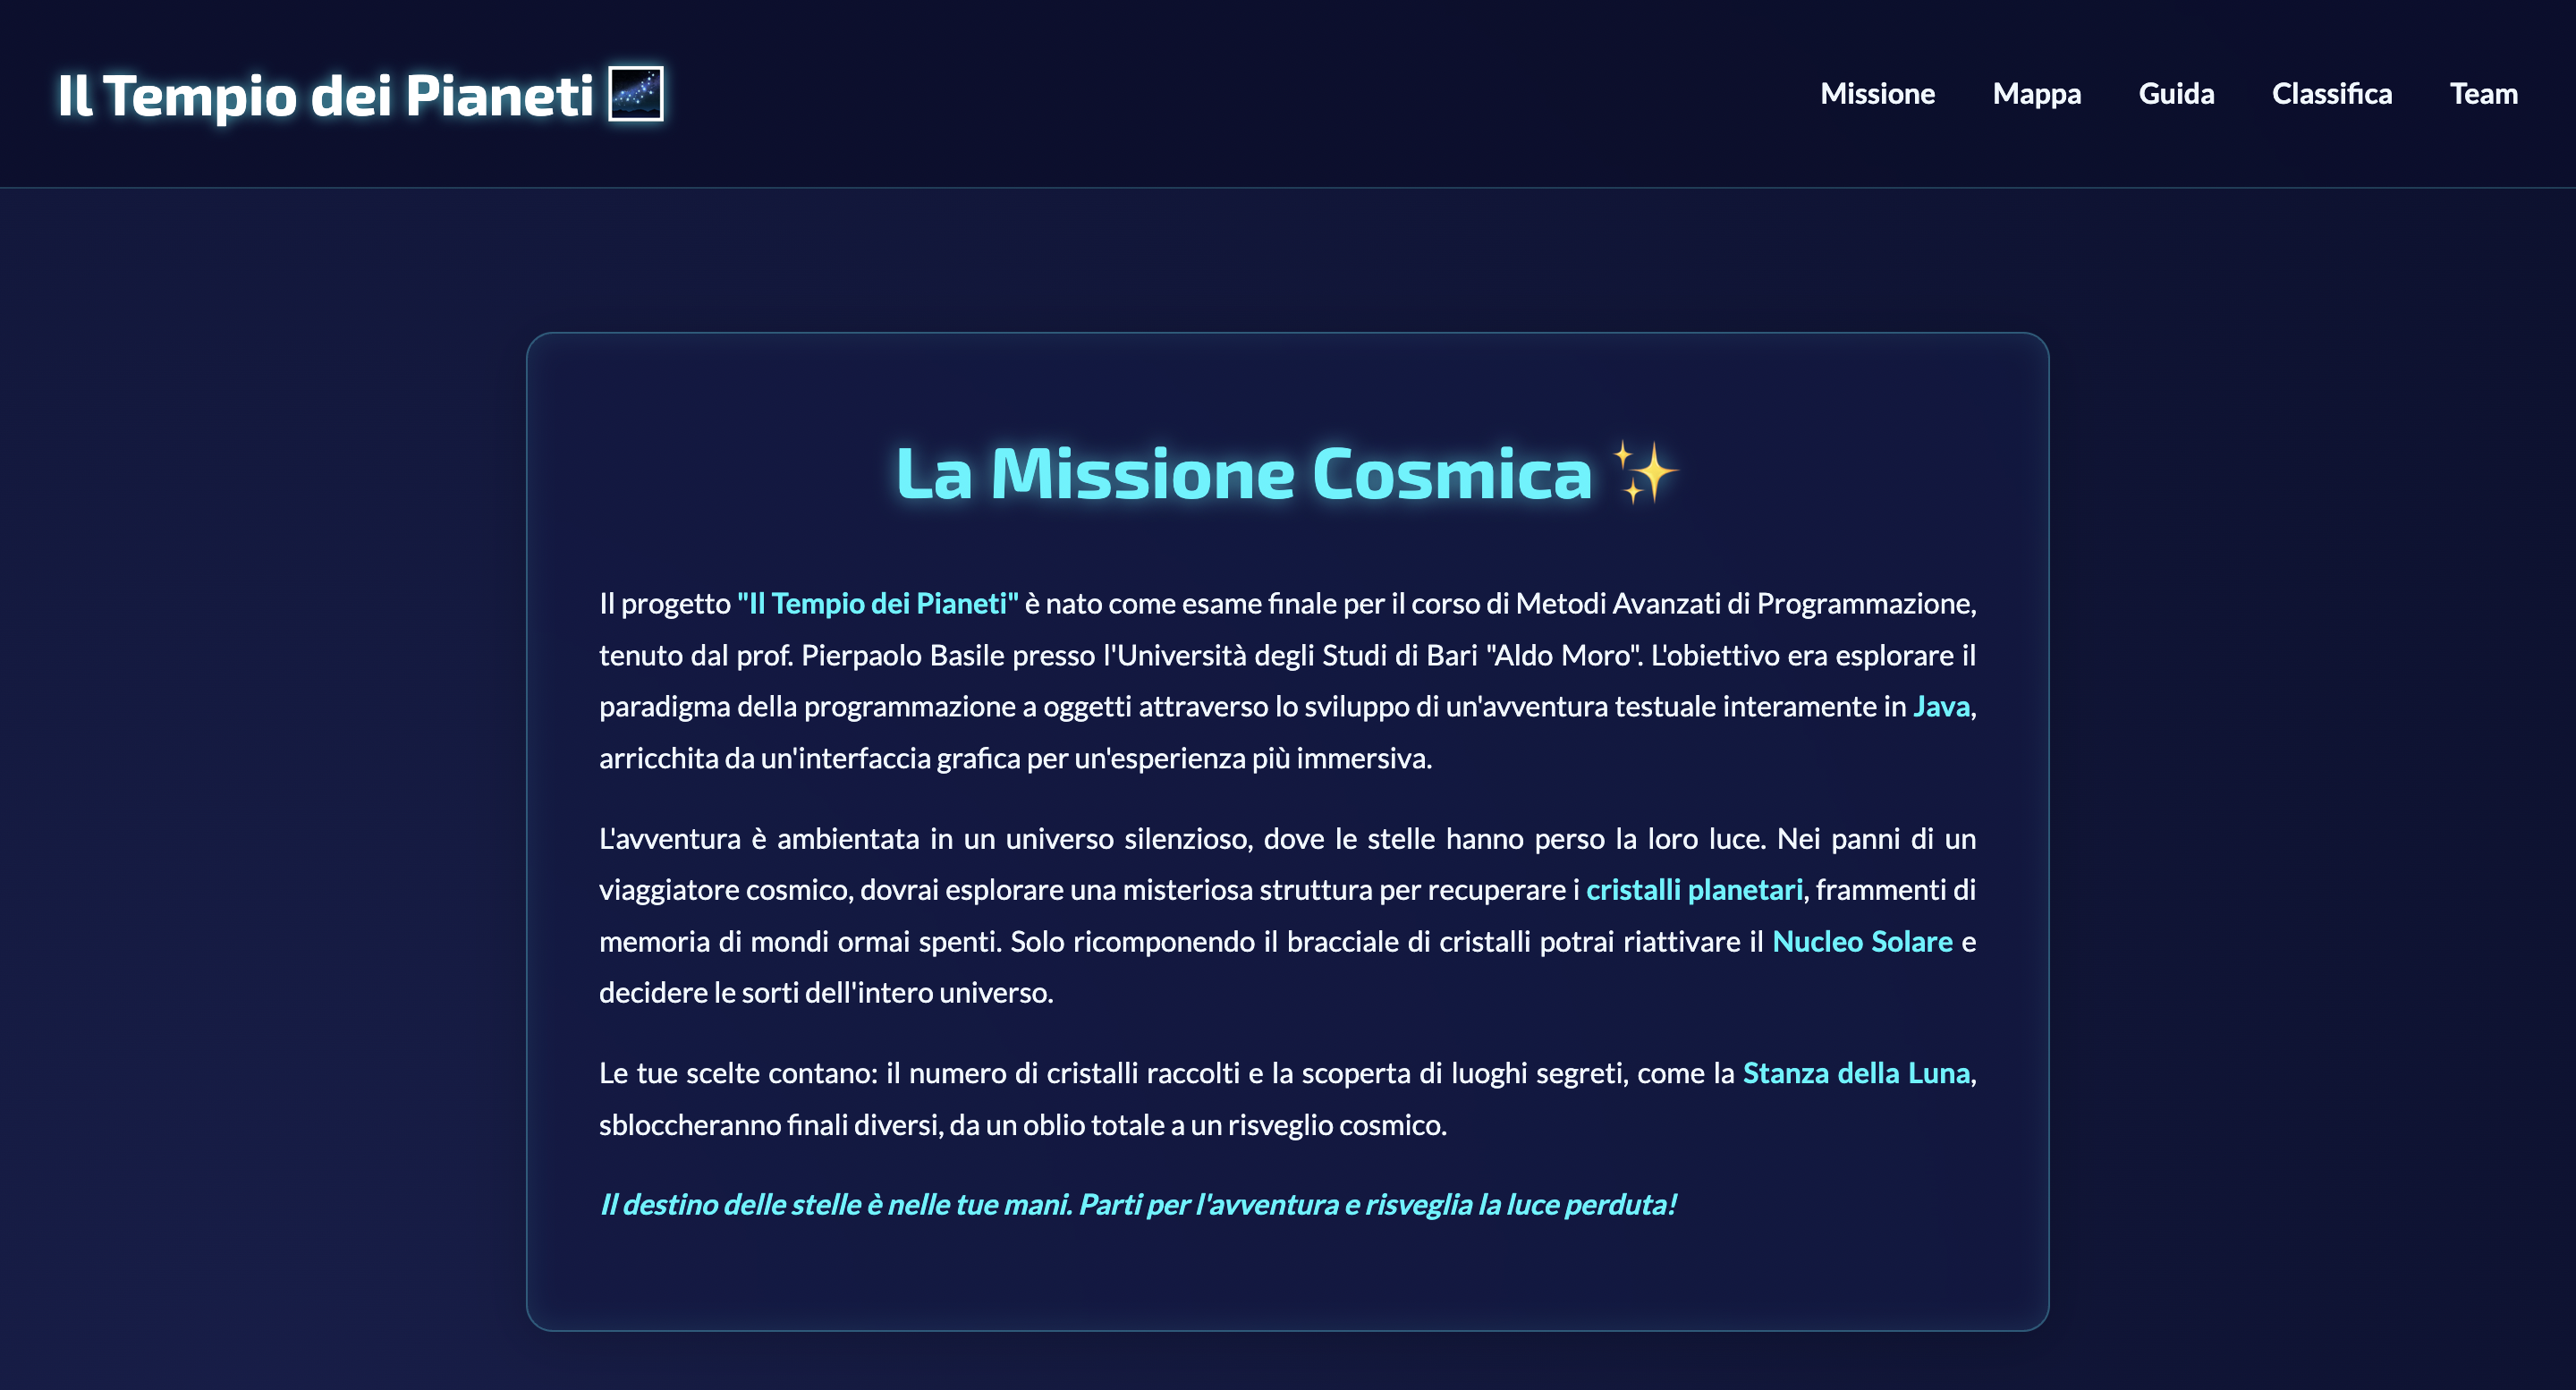 Il Tempio dei Pianeti 🌌
Missione Mappa Guida Classifica Team
La Missione Cosmica ✨
Il progetto "Il Tempio dei Pianeti" è nato come esame finale per il corso di Metodi Avanzati di Programmazione,
tenuto dal prof. Pierpaolo Basile presso l'Università degli Studi di Bari "Aldo Moro". L'obiettivo era esplorare il
paradigma della programmazione a oggetti attraverso lo sviluppo di un'avventura testuale interamente in Java,
arricchita da un'interfaccia grafica per un'esperienza più immersiva.
L'avventura è ambientata in un universo silenzioso, dove le stelle hanno perso la loro luce. Nei panni di un
viaggiatore cosmico, dovrai esplorare una misteriosa struttura per recuperare i cristalli planetari, frammenti di
memoria di mondi ormai spenti. Solo ricomponendo il bracciale di cristalli potrai riattivare il Nucleo Solare e
decidere le sorti dell'intero universo.
Le tue scelte contano: il numero di cristalli raccolti e la scoperta di luoghi segreti, come la Stanza della Luna,
sbloccheranno finali diversi, da un oblio totale a un risveglio cosmico.
Il destino delle stelle è nelle tue mani. Parti per l'avventura e risveglia la luce perduta!